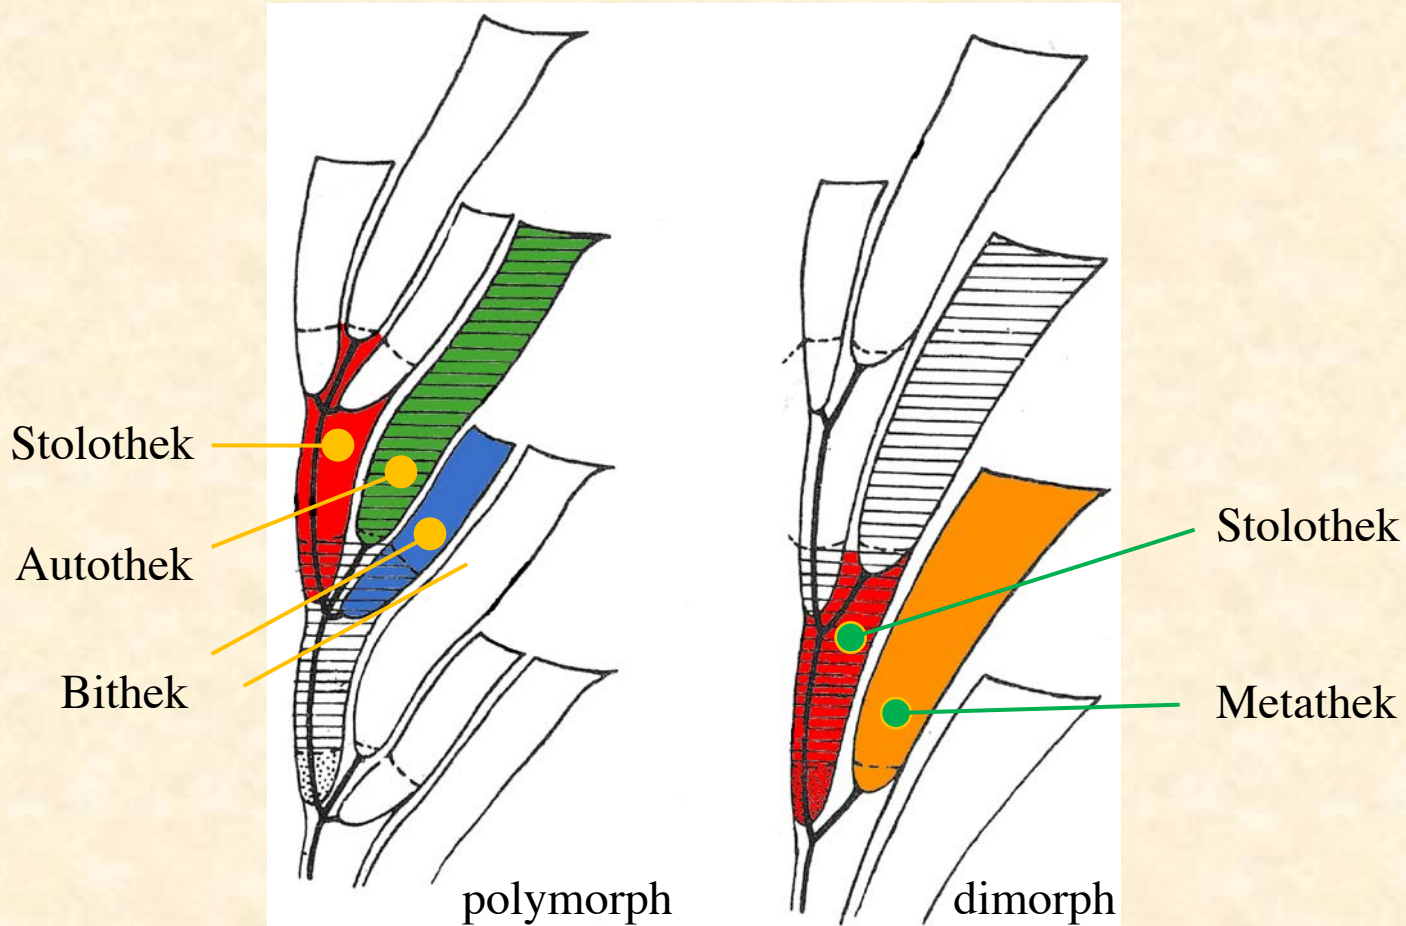 Stolothek
Autothek
Bithek
polymorph
Stolothek
Metathek
dimorph